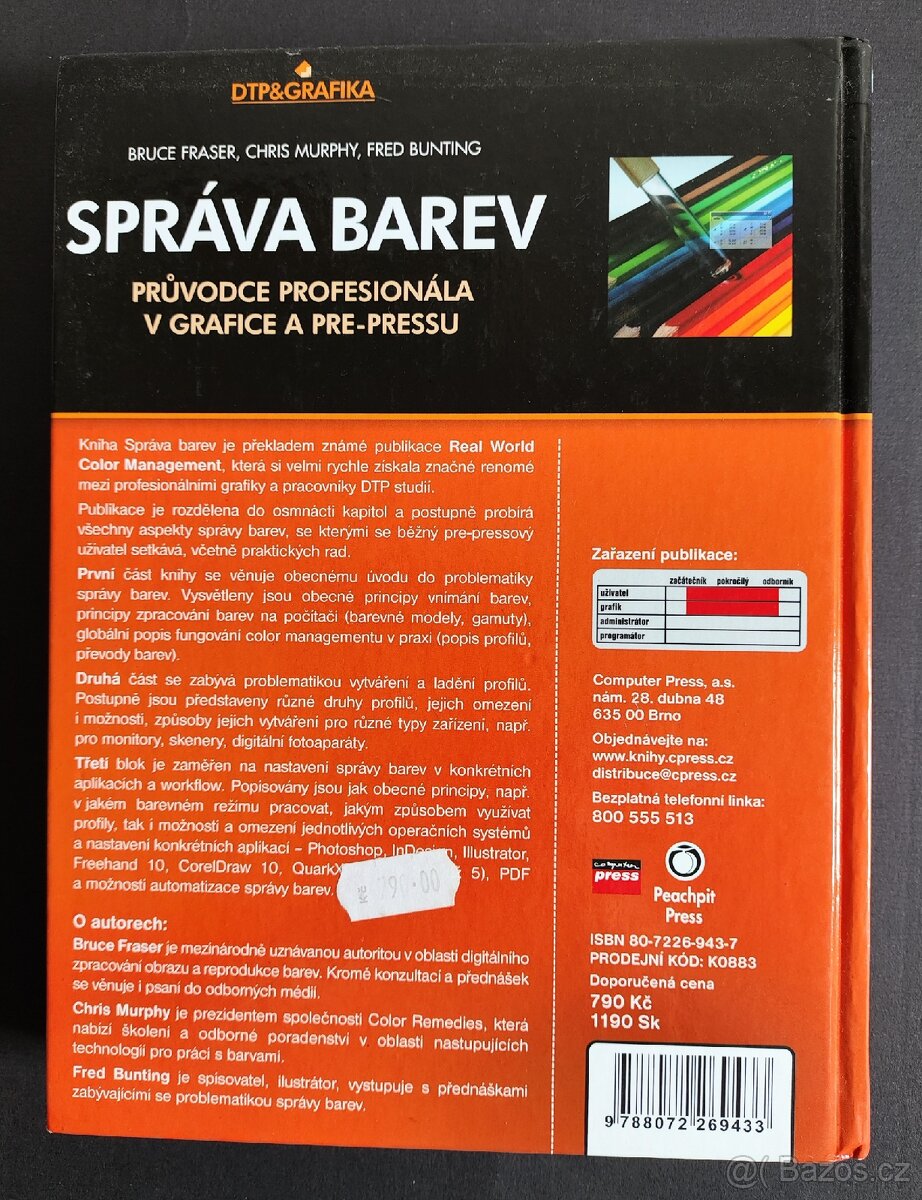 DTP&GRAFIKA
BRUCE FRASER, CHRIS MURPHY, FRED BUNTING
SPRÁVA BAREV
PRŮVODCE PROFESIONÁLA
V GRAFICE A PRE-PRESSU
Kniha Správa barev je překladem známé publikace Real World
Color Management, která si velmi rychle získala značné renomé
mezi profesionálními grafiky a pracovníky DTP studií.
Publikace je rozdělena do osmnácti kapitol a postupně probírá
všechny aspekty správy barev, se kterými se běžný pre-pressový
uživatel setkává, včetně praktických rad.
První část knihy se věnuje obecnému úvodu do problematiky
správy barev. Vysvětleny jsou obecné principy vnímání barev,
principy zpracování barev na počítači (barevné modely, gamuty),
globální popis fungování color managementu v praxi (popis profilů,
převody barev).
Druhá část se zabývá problematikou vytváření a ladění profilů.
Postupně jsou představeny různé druhy profilů, jejich omezení
i možnosti, způsoby jejich vytváření pro různé typy zařízení, např.
pro monitory, skenery, digitální fotoaparáty.
Třetí blok je zaměřen na nastavení správy barev v konkrétních
aplikacích a workflow. Popisovány jsou jak obecné principy, např.
v jakém barevném režimu pracovat, jakým způsobem využívat
profily, tak i možnosti a omezení jednotlivých operačních systémů
a nastavení konkrétních aplikací – Photoshop, InDesign, Illustrator,
Freehand 10, CorelDraw 10, QuarkX 5), PDF
a možnosti automatizace správy barev.
Kč 290.00
O autorech:
Bruce Fraser je mezinárodně uznávanou autoritou v oblasti digitálního
zpracování obrazu a reprodukce barev. Kromě konzultací a přednášek
se věnuje i psaní do odborných médií.
Chris Murphy je prezidentem společnosti Color Remedies, která
nabízí školení a odborné poradenství v oblasti nastupujících
technologií pro práci s barvami.
Fred Bunting je spisovatel, ilustrátor, vystupuje s přednáškami
zabývajícími se problematikou správy barev.
Zařazení publikace:
začátečník pokročilý odborník
uživatel
grafik
administrátor
programátor
Computer Press, a.s.
nám. 28. dubna 48
635 00 Brno
Objednávejte na:
www.knihy.cpress.cz
distribuce@cpress.cz
Bezplatná telefonní linka:
800 555 513
computer
press
Peachpit
Press
ISBN 80-7226-943-7
PRODEJNÍ KÓD: K0883
Doporučená cena
790 Kč
1190 Sk
9 788072 269433
@( Bazos.cz